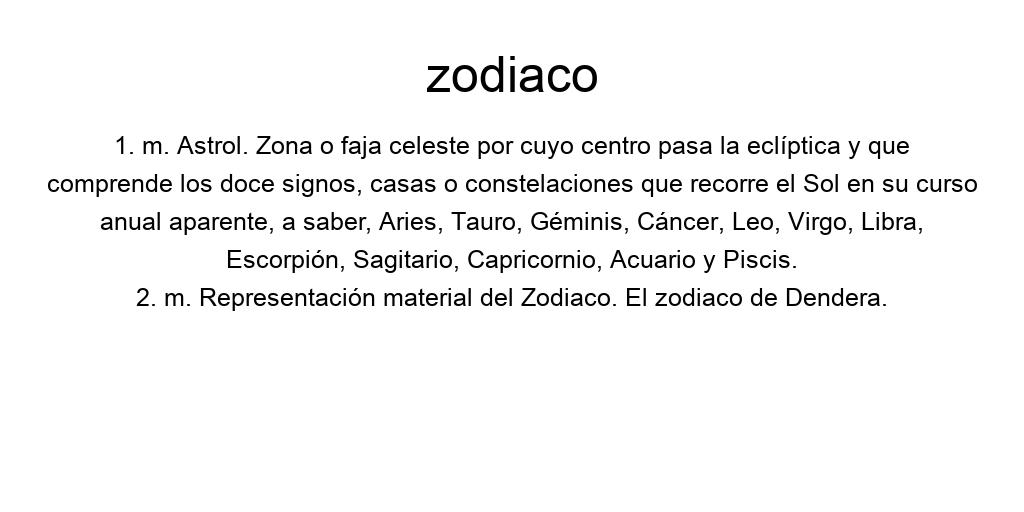 zodiaco
1. m. Astrol. Zona o faja celeste por cuyo centro pasa la eclíptica y que
comprende los doce signos, casas o constelaciones que recorre el Sol en su curso
anual aparente, a saber, Aries, Tauro, Géminis, Cáncer, Leo, Virgo, Libra,
Escorpión, Sagitario, Capricornio, Acuario y Piscis.
2. m. Representación material del Zodiaco. El zodiaco de Dendera.